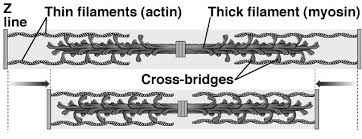 Z
line
Thin filaments (actin)
Thick filament (myosin)
Cross-bridges